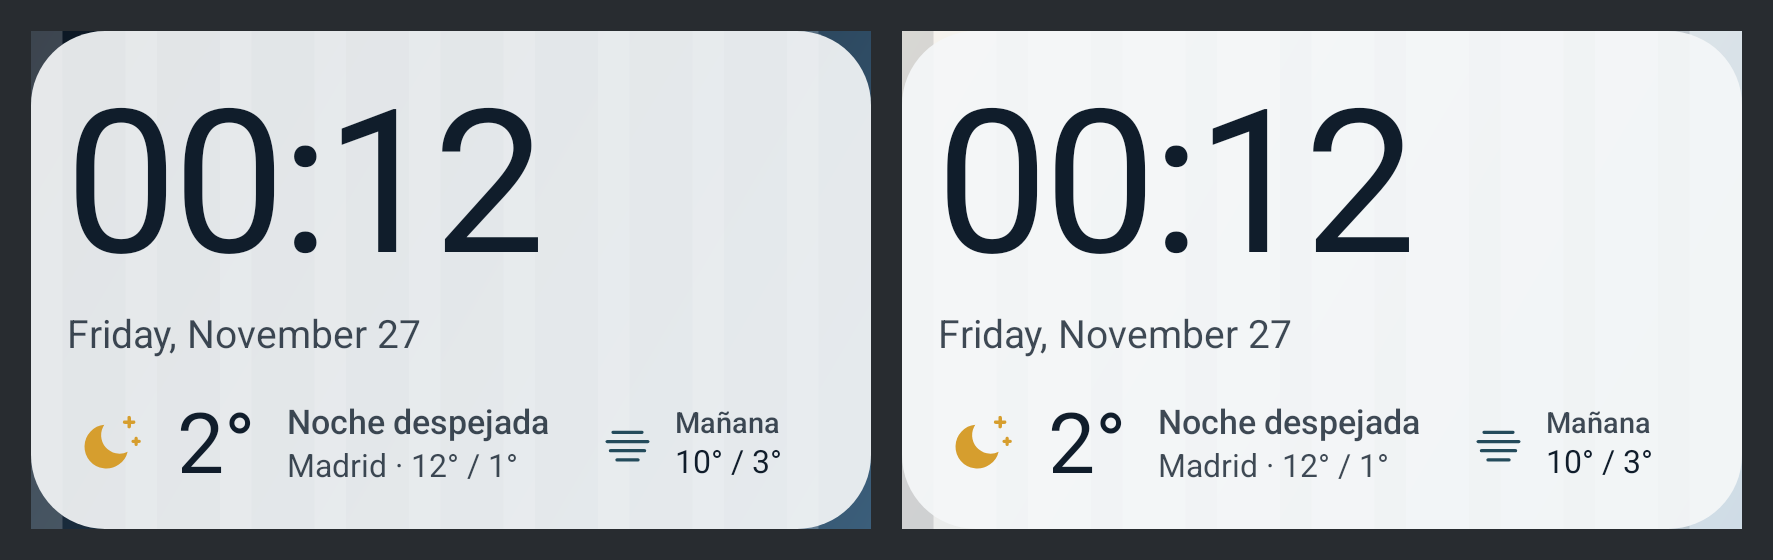 00:12
Friday, November 27
2°
Noche despejada
Madrid · 12° / 1°
Mañana
10° / 3°
00:12
Friday, November 27
2°
Noche despejada
Madrid · 12° / 1°
Mañana
10° / 3°